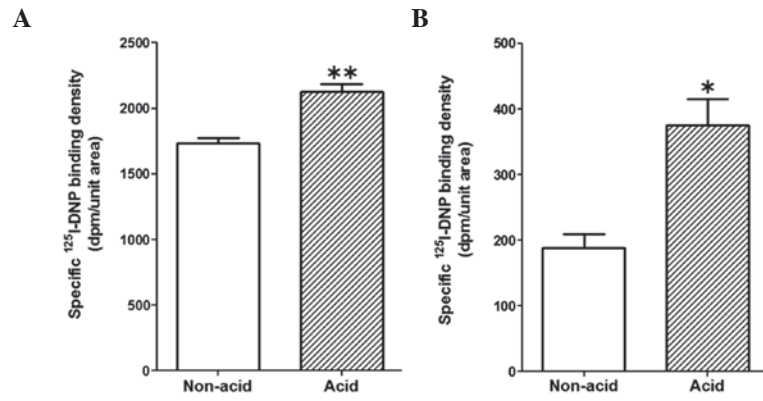 A
Specific ¹²⁵I-DNP binding density
(dpm/unit area)
2500
2000
1500
1000
500
0
**
Non-acid
Acid
B
Specific ¹²⁵I-DNP binding density
(dpm/unit area)
500
400
300
200
100
0
*
Non-acid
Acid